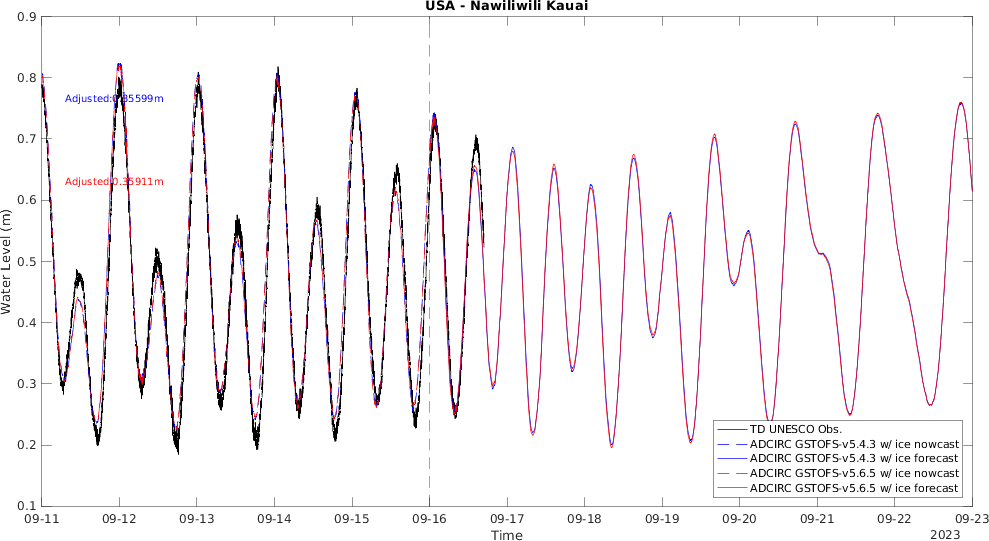 USA - Nawiliwili Kauai
0.9
0.8
0.7
0.6
0.5
0.4
0.3
0.2
0.1
Water Level (m)
Adjusted:0.35599m
Adjusted:0.35911m
TD UNESCO Obs.
ADCIRC GSTOFS-v5.4.3 w/ ice nowcast
ADCIRC GSTOFS-v5.4.3 w/ ice forecast
ADCIRC GSTOFS-v5.6.5 w/ ice nowcast
ADCIRC GSTOFS-v5.6.5 w/ ice forecast
09-11 09-12 09-13 09-14 09-15 09-16 09-17 09-18 09-19 09-20 09-21 09-22 09-23
Time
2023